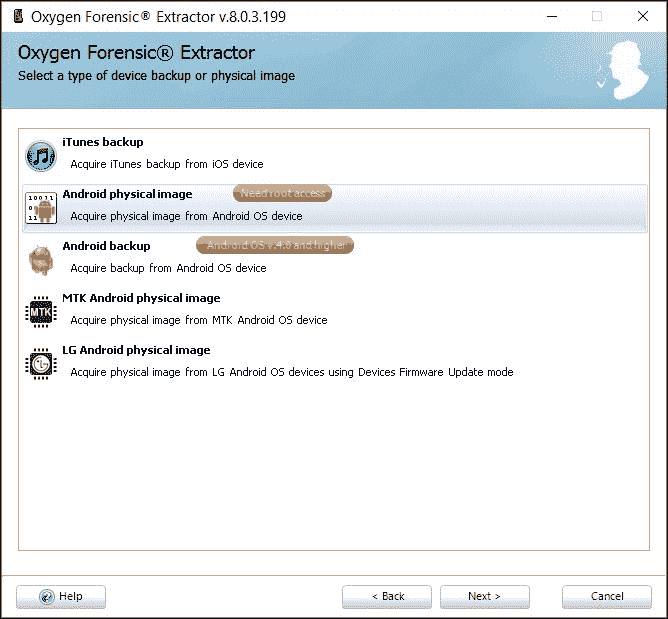 Oxygen Forensic® Extractor v.8.0.3.199
Oxygen Forensic® Extractor
Select a type of device backup or physical image
iTunes backup
Acquire iTunes backup from iOS device
Android physical image Need root access
Acquire physical image from Android OS device
Android backup Android OS v.4.0 and higher
Acquire backup from Android OS device
MTK Android physical image
MTK Acquire physical image from MTK Android OS device
LG Android physical image
LG Acquire physical image from LG Android OS devices using Devices Firmware Update mode
Help < Back Next > Cancel